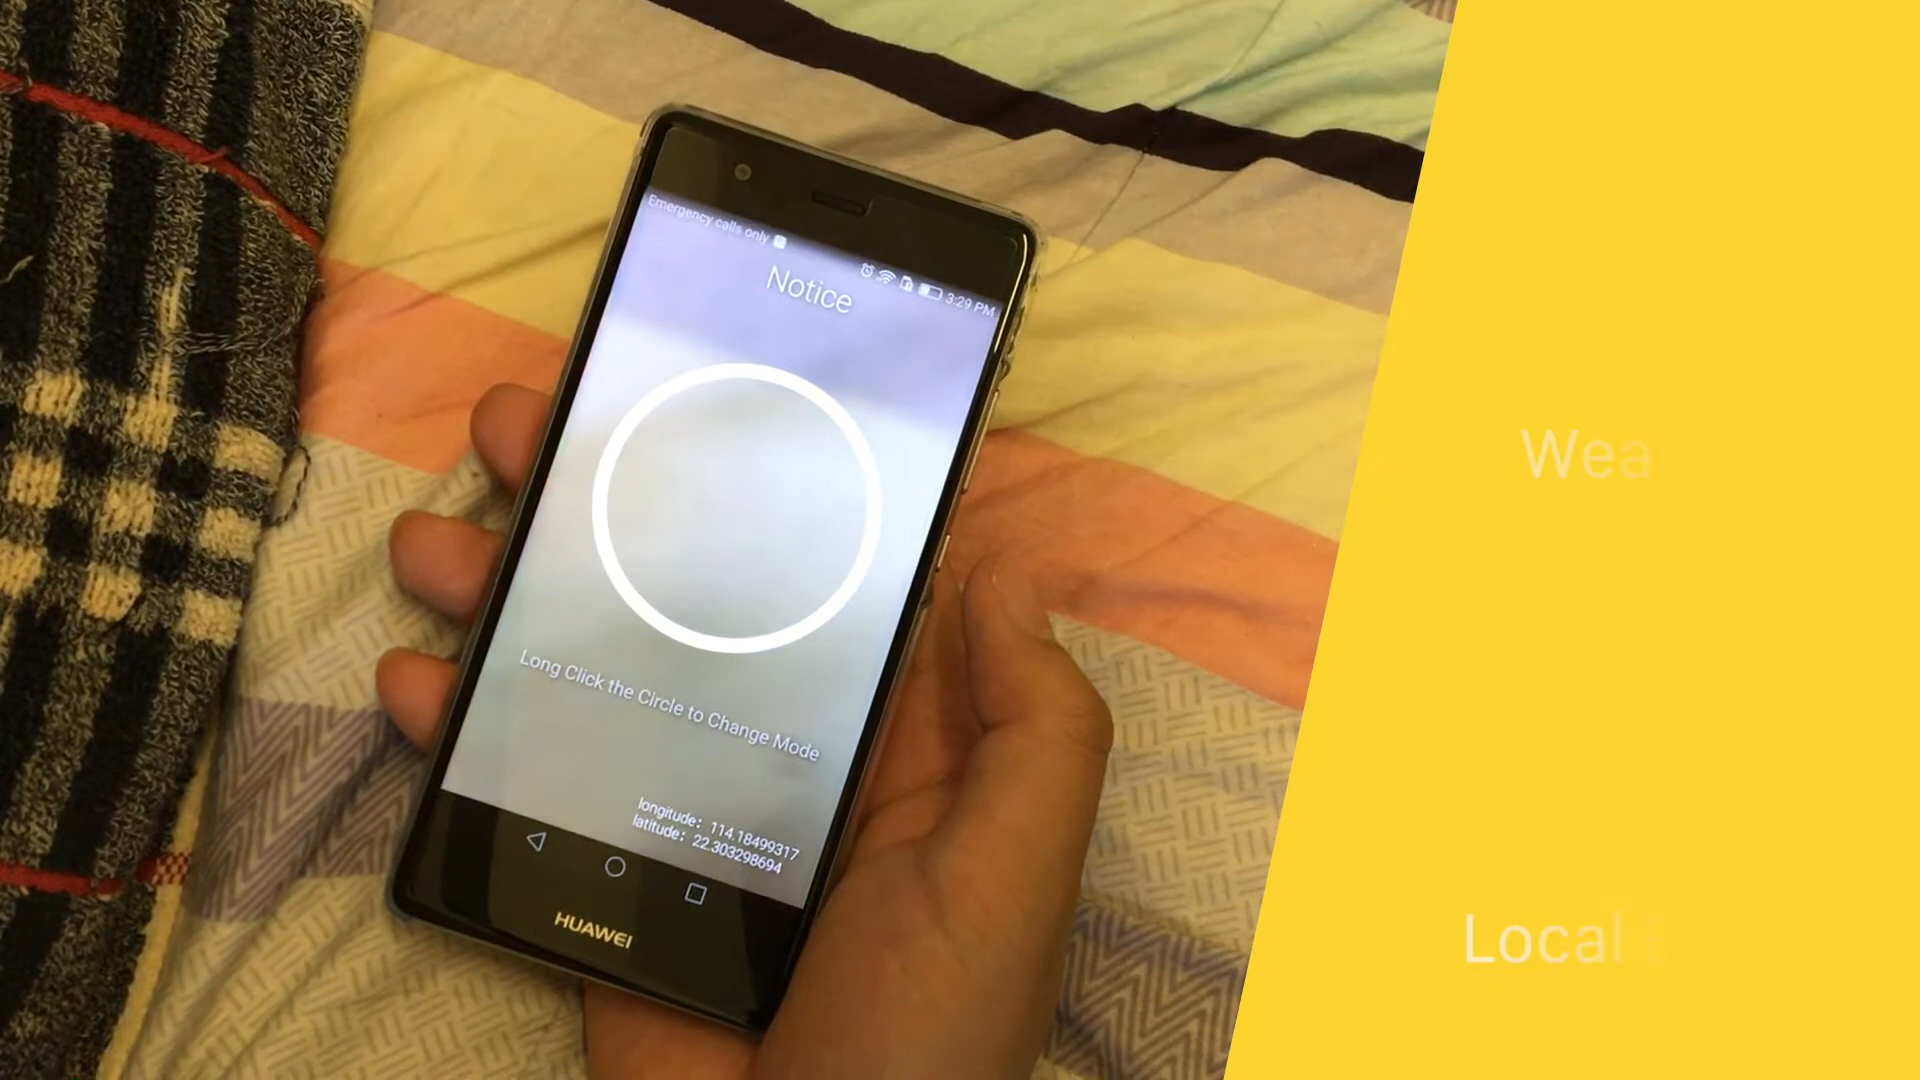 Emergency calls only
3:29 PM
Notice
Long Click the Circle to Change Mode
longitude: 114.18499317
latitude: 22.303298694
HUAWEI
Wea
Local